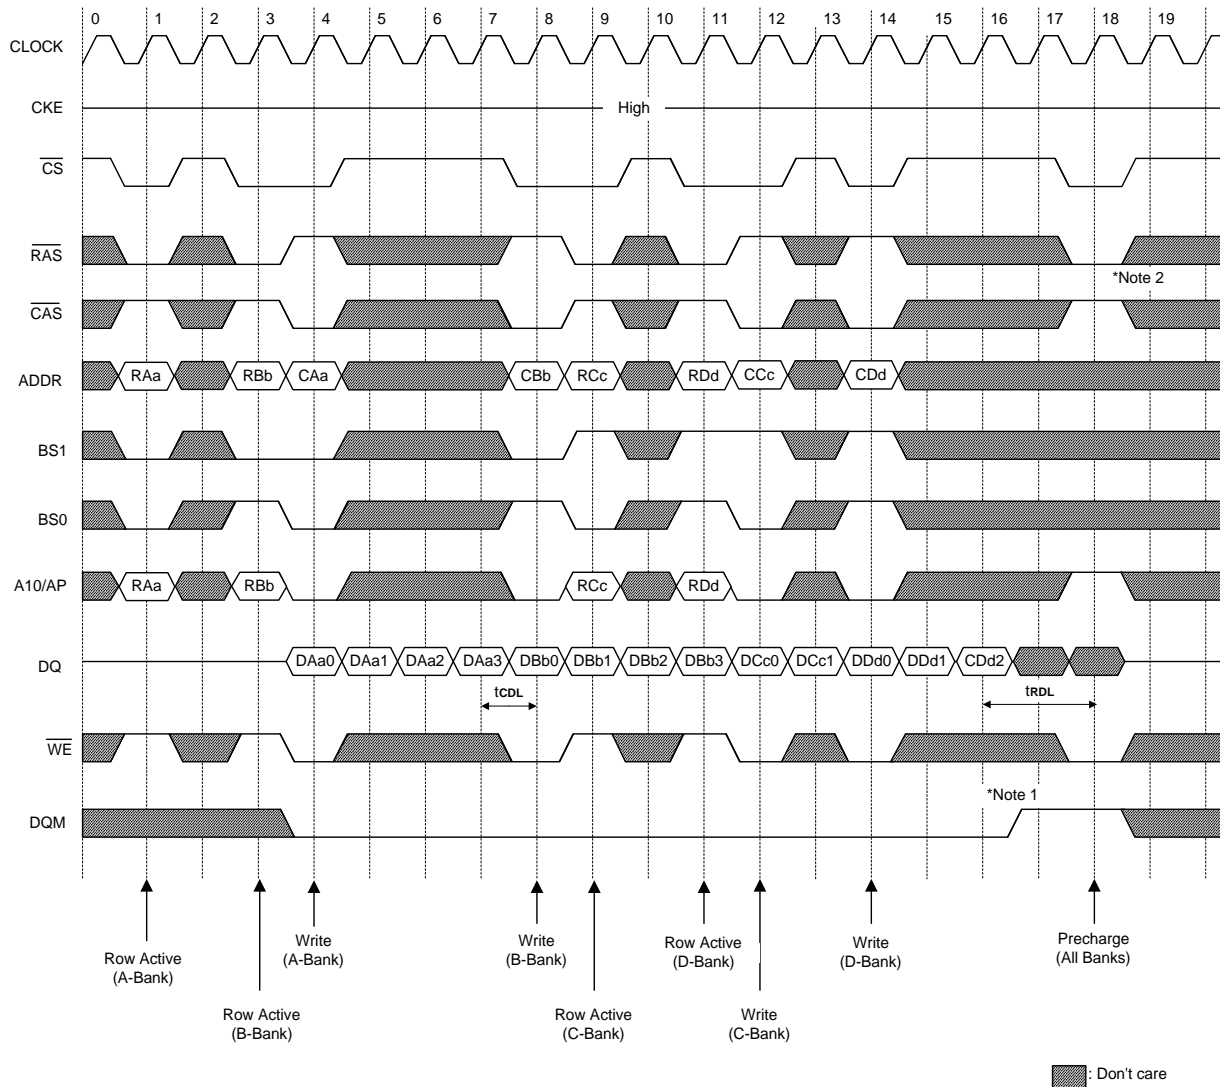 0 1 2 3 4 5 6 7 8 9 10 11 12 13 14 15 16 17 18 19
CLOCK
CKE High
CS
RAS
*Note 2
CAS
ADDR RAa RBb CAa CBb RCc RDd CCc CDd
BS1
BS0
A10/AP RAa RBb RCc RDd
DQ DAa0 DAa1 DAa2 DAa3 DBb0 DBb1 DBb2 DBb3 DCc0 DCc1 DDd0 DDd1 CDd2
tCDL tRDL
WE
*Note 1
DQM
Row Active
(A-Bank)
Row Active
(B-Bank)
Write
(A-Bank)
Write
(B-Bank)
Row Active
(C-Bank)
Row Active
(D-Bank)
Write
(C-Bank)
Write
(D-Bank)
Precharge
(All Banks)
: Don't care